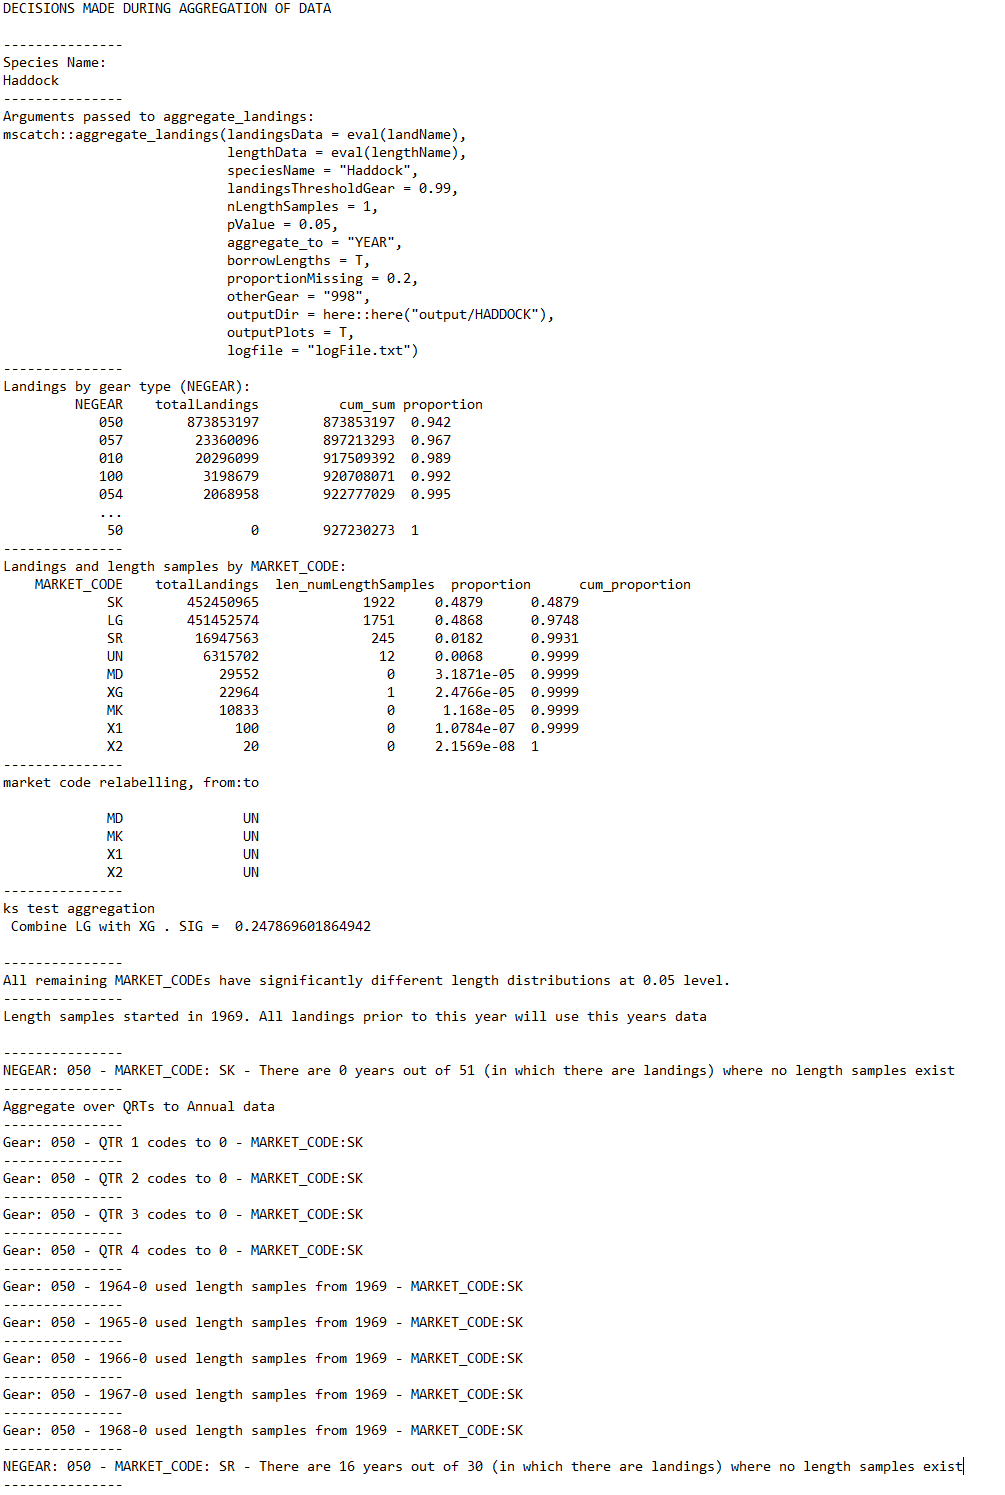 DECISIONS MADE DURING AGGREGATION OF DATA
---------------
Species Name:
Haddock
---------------
Arguments passed to aggregate_landings:
mscatch::aggregate_landings(landingsData = eval(landName),
lengthData = eval(lengthName),
speciesName = "Haddock",
landingsThresholdGear = 0.99,
nLengthSamples = 1,
pValue = 0.05,
aggregate_to = "YEAR",
borrowLengths = T,
proportionMissing = 0.2,
otherGear = "998",
outputDir = here::here("output/HADDOCK"),
outputPlots = T,
logfile = "logFile.txt")
---------------
Landings by gear type (NEGEAR):
NEGEAR totalLandings cum_sum proportion
050 873853197 873853197 0.942
057 23360096 897213293 0.967
010 20296099 917509392 0.989
100 3198679 920708071 0.992
054 2068958 922777029 0.995
...
50 0 927230273 1
---------------
Landings and length samples by MARKET_CODE:
MARKET_CODE totalLandings len_numLengthSamples proportion cum_proportion
SK 452450965 1922 0.4879 0.4879
LG 451452574 1751 0.4868 0.9748
SR 16947563 245 0.0182 0.9931
UN 6315702 12 0.0068 0.9999
MD 29552 0 3.1871e-05 0.9999
XG 22964 1 2.4766e-05 0.9999
MK 10833 0 1.168e-05 0.9999
X1 100 0 1.0784e-07 0.9999
X2 20 0 2.1569e-08 1
---------------
market code relabelling, from:to
MD UN
MK UN
X1 UN
X2 UN
---------------
ks test aggregation
Combine LG with XG . SIG = 0.247869601864942
---------------
All remaining MARKET_CODEs have significantly different length distributions at 0.05 level.
---------------
Length samples started in 1969. All landings prior to this year will use this years data
---------------
NEGEAR: 050 - MARKET_CODE: SK - There are 0 years out of 51 (in which there are landings) where no length samples exist
---------------
Aggregate over QRTs to Annual data
---------------
Gear: 050 - QTR 1 codes to 0 - MARKET_CODE:SK
---------------
Gear: 050 - QTR 2 codes to 0 - MARKET_CODE:SK
---------------
Gear: 050 - QTR 3 codes to 0 - MARKET_CODE:SK
---------------
Gear: 050 - QTR 4 codes to 0 - MARKET_CODE:SK
---------------
Gear: 050 - 1964-0 used length samples from 1969 - MARKET_CODE:SK
---------------
Gear: 050 - 1965-0 used length samples from 1969 - MARKET_CODE:SK
---------------
Gear: 050 - 1966-0 used length samples from 1969 - MARKET_CODE:SK
---------------
Gear: 050 - 1967-0 used length samples from 1969 - MARKET_CODE:SK
---------------
Gear: 050 - 1968-0 used length samples from 1969 - MARKET_CODE:SK
---------------
NEGEAR: 050 - MARKET_CODE: SR - There are 16 years out of 30 (in which there are landings) where no length samples exist
---------------